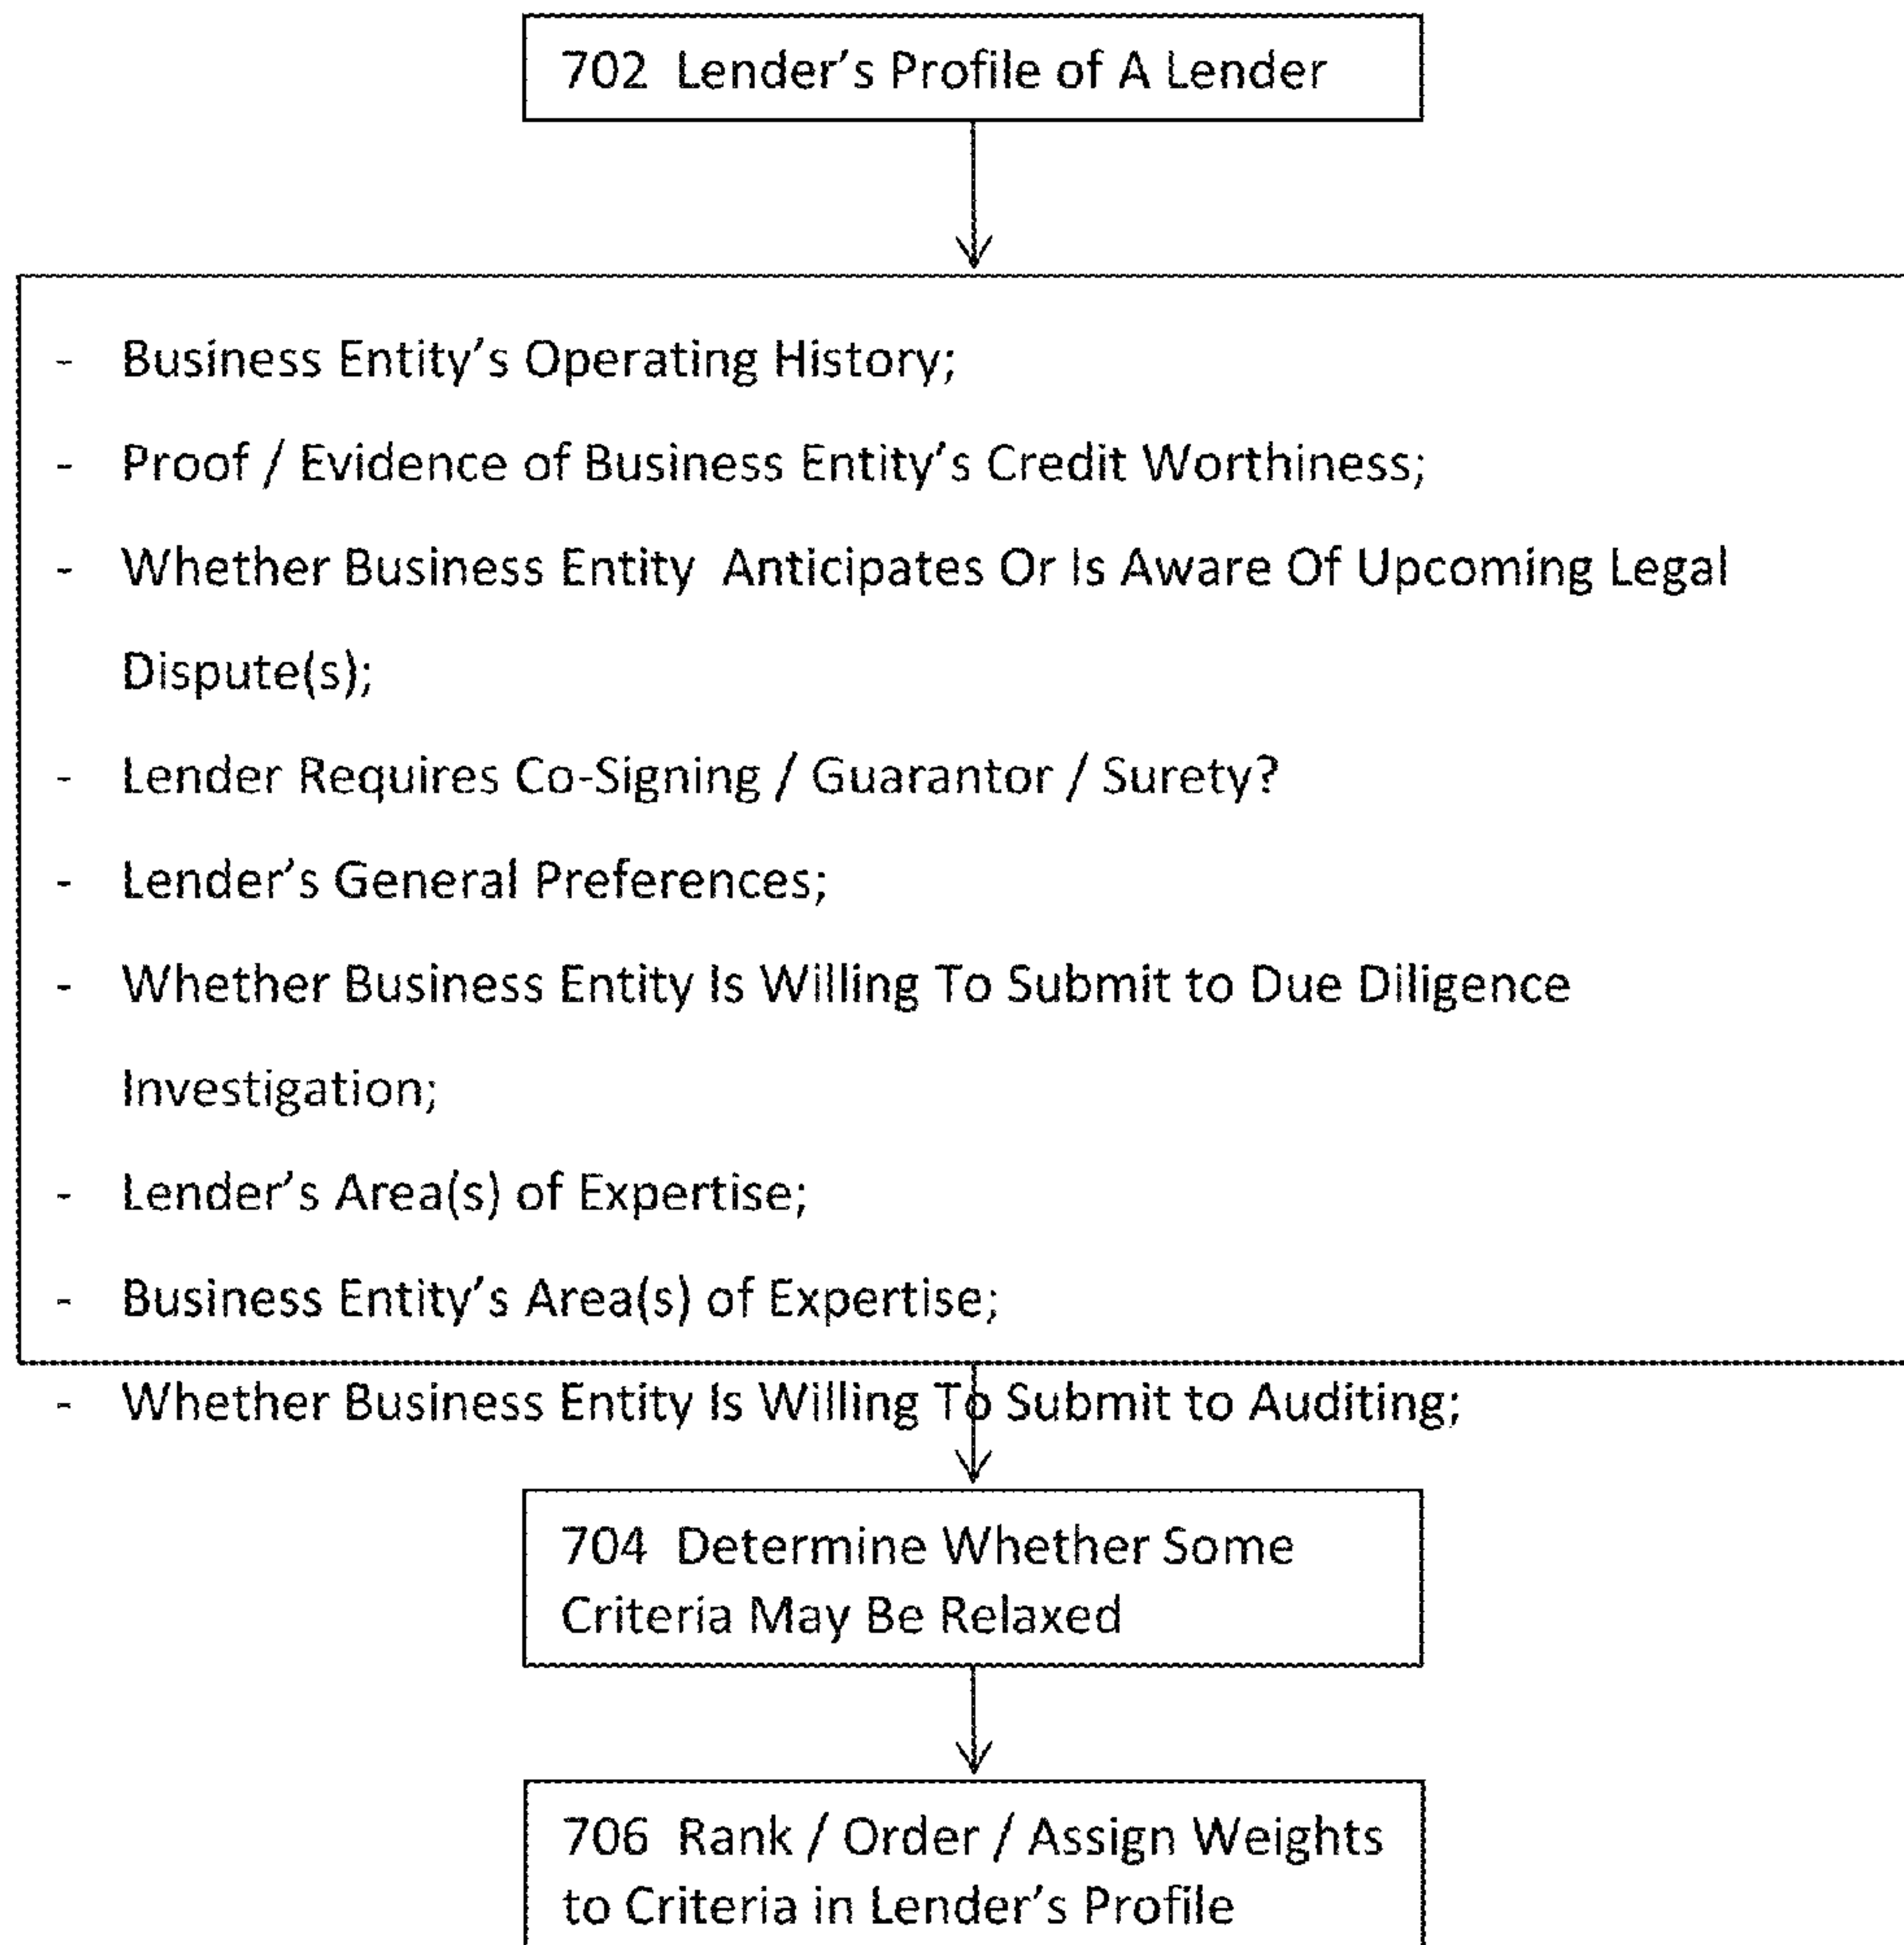 702 Lender's Profile of A Lender
- Business Entity's Operating History;
- Proof / Evidence of Business Entity's Credit Worthiness;
- Whether Business Entity Anticipates Or Is Aware Of Upcoming Legal
Dispute(s);
- Lender Requires Co-Signing / Guarantor / Surety?
- Lender's General Preferences;
- Whether Business Entity Is Willing To Submit to Due Diligence
Investigation;
- Lender's Area(s) of Expertise;
- Business Entity's Area(s) of Expertise;
- Whether Business Entity Is Willing To Submit to Auditing;
704 Determine Whether Some
Criteria May Be Relaxed
706 Rank / Order / Assign Weights
to Criteria in Lender's Profile